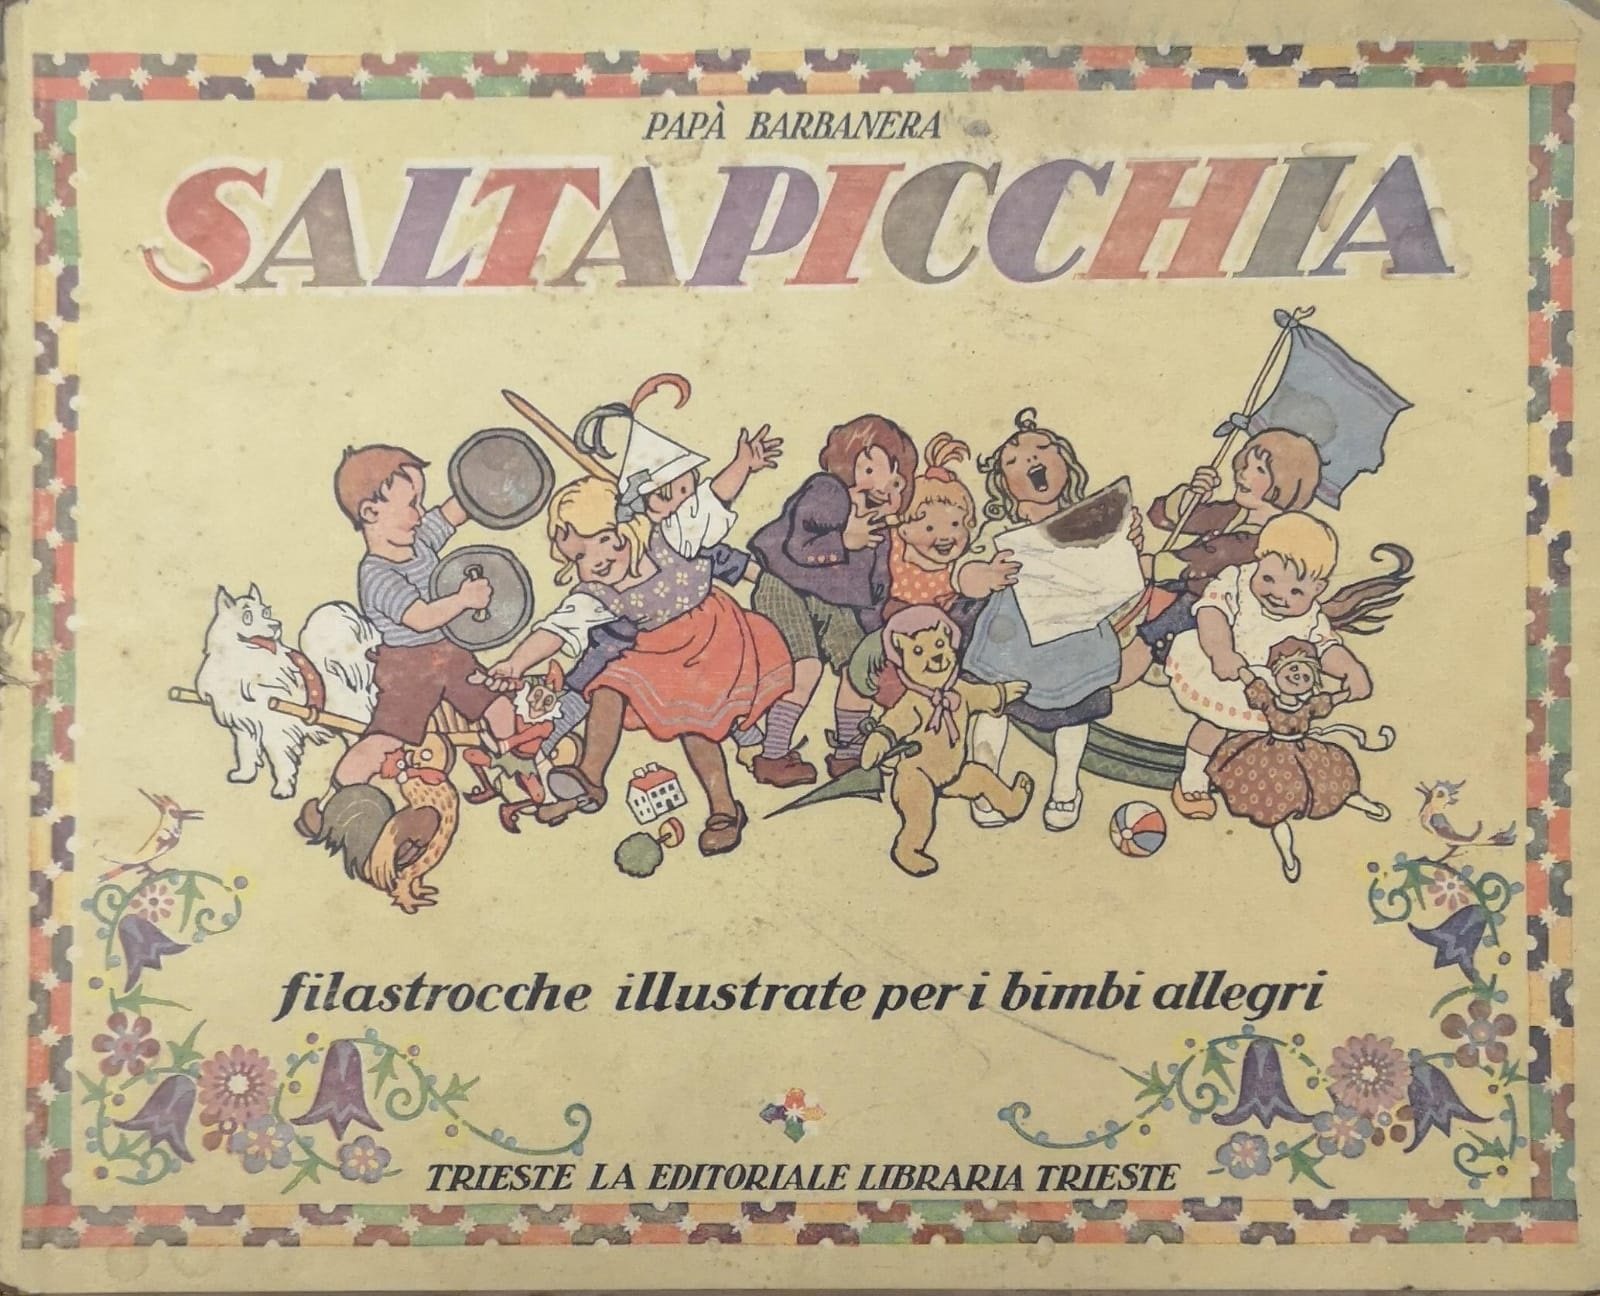 PAPÀ BARBANERA
SALTAPICCHIA
filastrocche illustrate per i bimbi allegri
TRIESTE LA EDITORIALE LIBRARIA TRIESTE